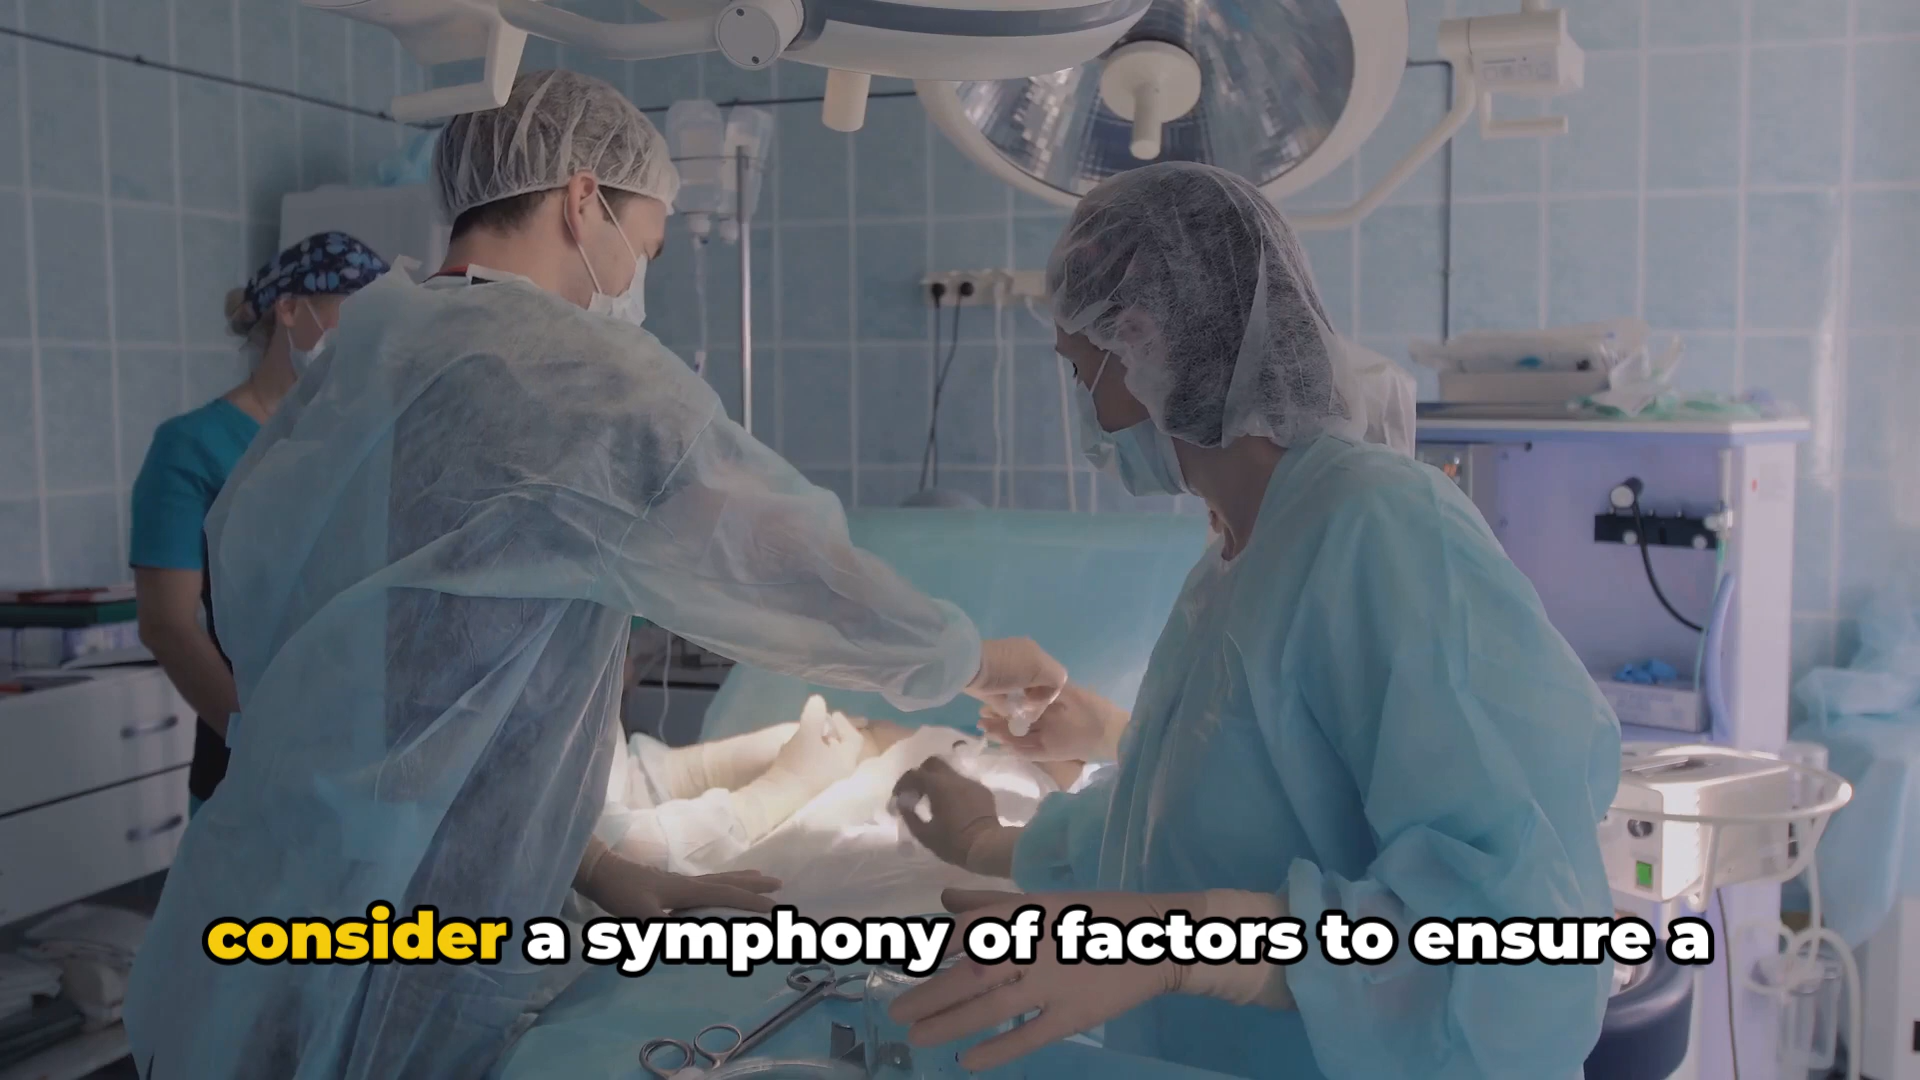 consider a symphony of factors to ensure a